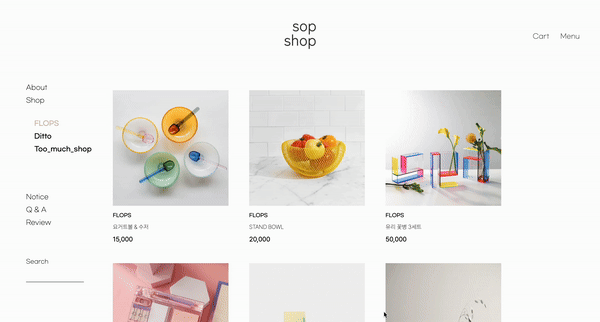 sop
shop
Cart
Menu
About
Shop
FLOPS
Ditto
Too_much_shop
Notice
Q & A
Review
Search
FLOPS
요거트볼 & 수저
15,000
FLOPS
STAND BOWL
20,000
FLOPS
유리 꽃병 3세트
50,000